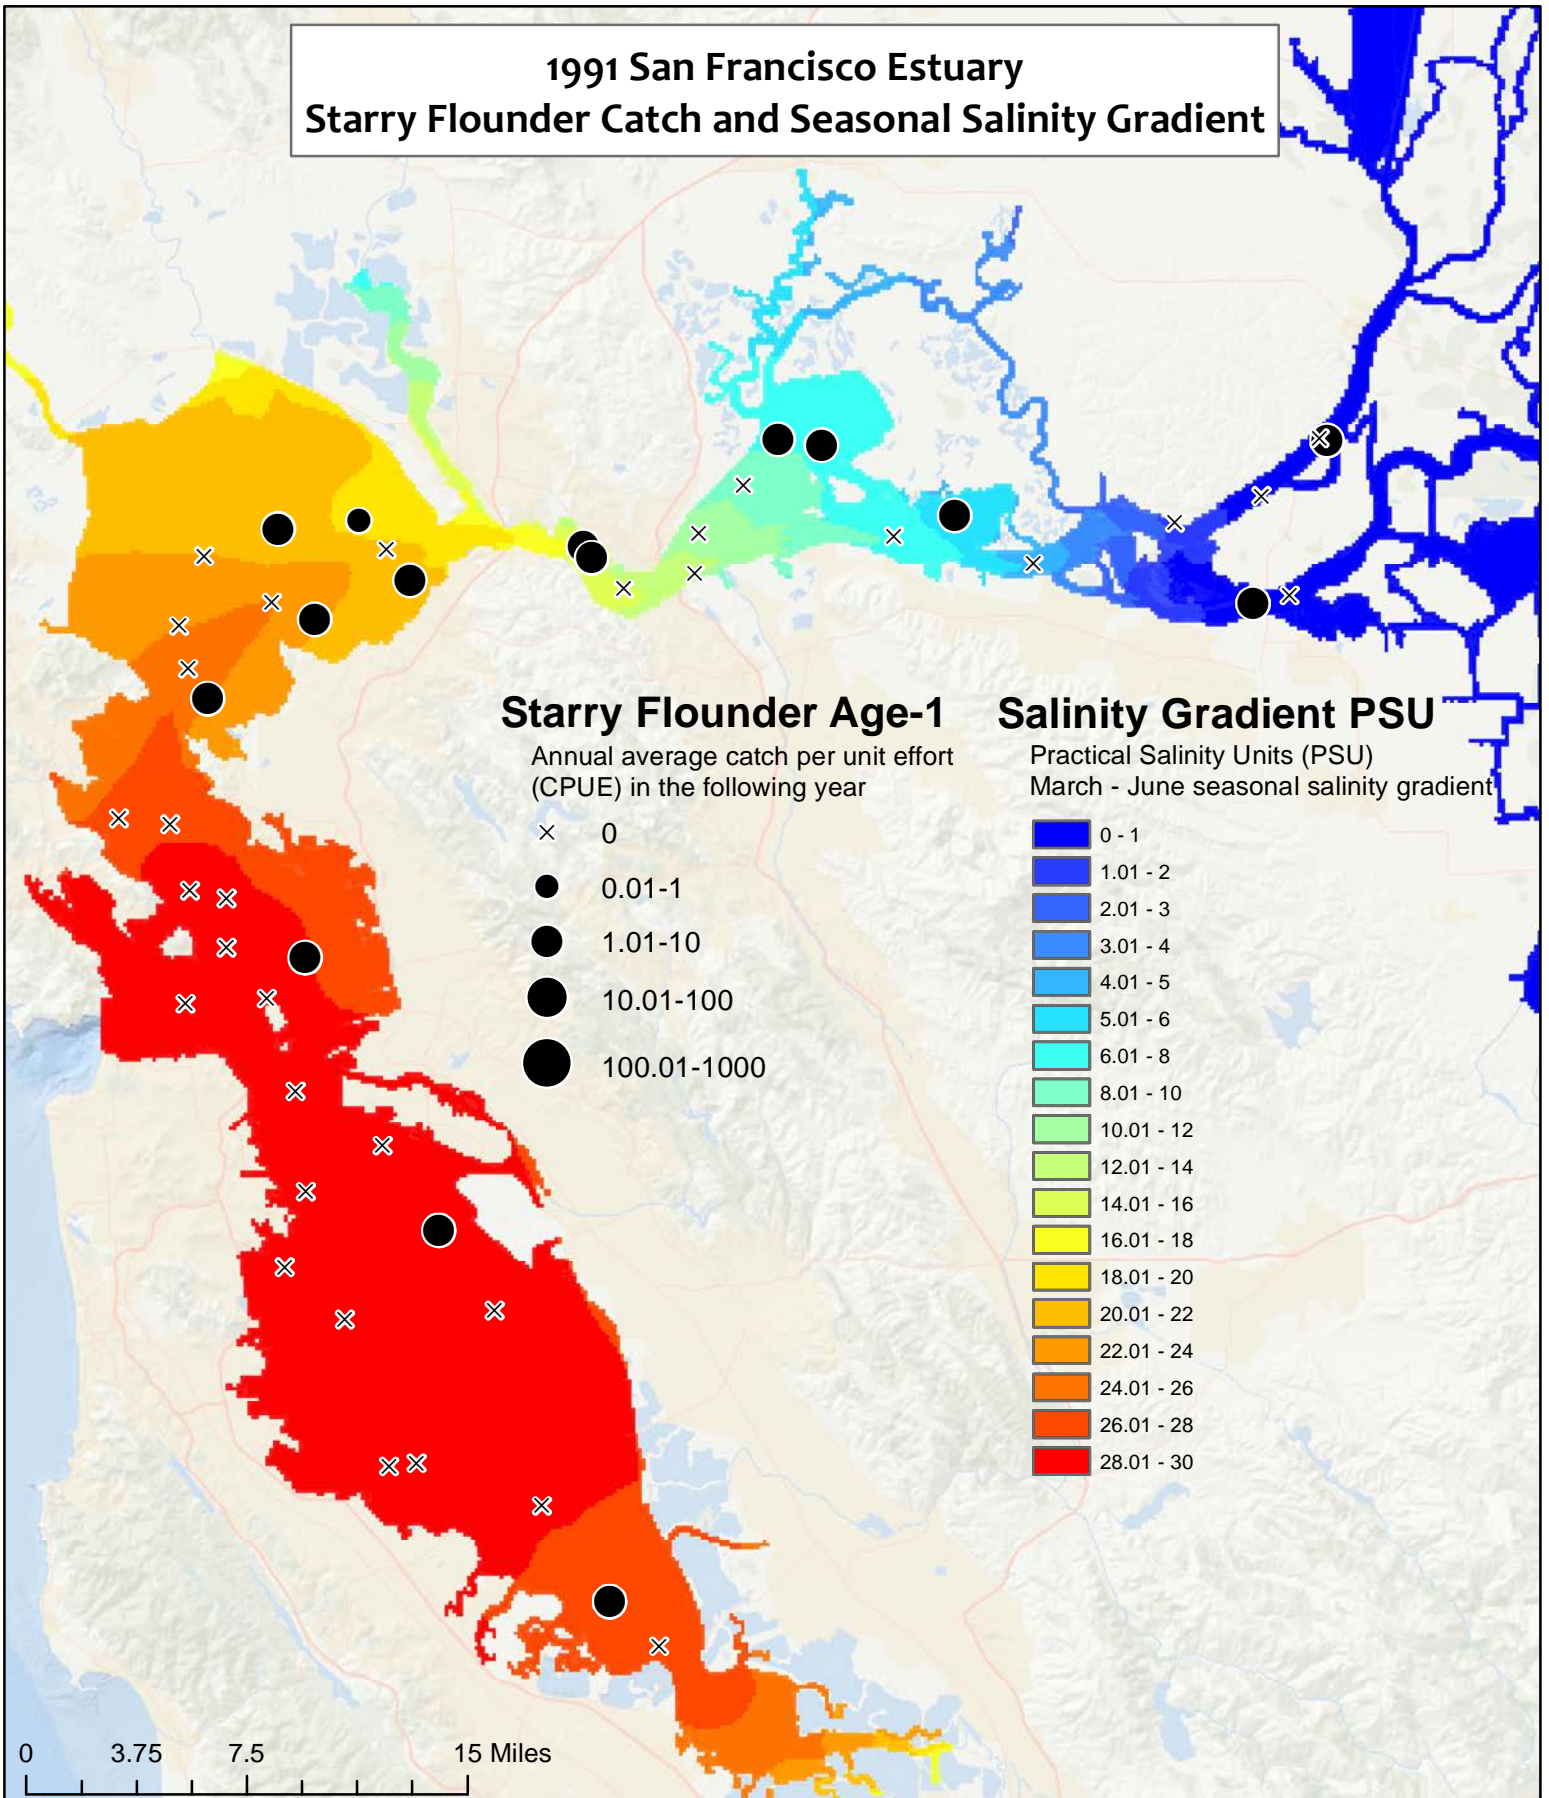 1991 San Francisco Estuary
Starry Flounder Catch and Seasonal Salinity Gradient
Starry Flounder Age-1
Annual average catch per unit effort
(CPUE) in the following year
0
0.01-1
1.01-10
10.01-100
100.01-1000
Salinity Gradient PSU
Practical Salinity Units (PSU)
March - June seasonal salinity gradient
0 - 1
1.01 - 2
2.01 - 3
3.01 - 4
4.01 - 5
5.01 - 6
6.01 - 8
8.01 - 10
10.01 - 12
12.01 - 14
14.01 - 16
16.01 - 18
18.01 - 20
20.01 - 22
22.01 - 24
24.01 - 26
26.01 - 28
28.01 - 30
0 3.75 7.5 15 Miles